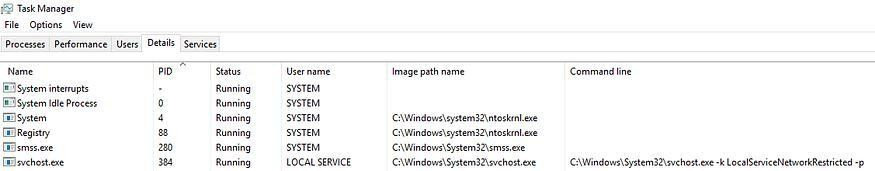 Task Manager
File Options View
Processes Performance Users Details Services
Name PID Status User name Image path name Command line
System interrupts - Running SYSTEM
System Idle Process 0 Running SYSTEM
System 4 Running SYSTEM C:\Windows\system32\ntoskrnl.exe
Registry 88 Running SYSTEM C:\Windows\system32\ntoskrnl.exe
smss.exe 280 Running SYSTEM C:\Windows\System32\smss.exe
svchost.exe 384 Running LOCAL SERVICE C:\Windows\System32\svchost.exe C:\Windows\System32\svchost.exe -k LocalServiceNetworkRestricted -p